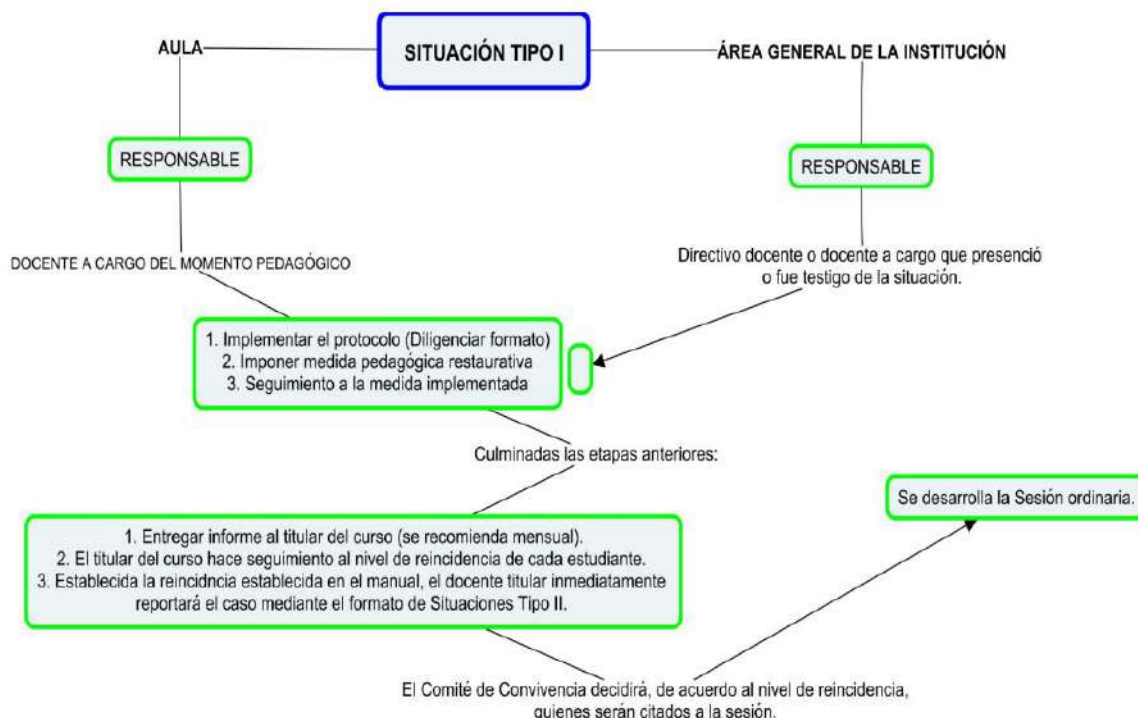 AULA
SITUACIÓN TIPO I
ÁREA GENERAL DE LA INSTITUCIÓN
RESPONSABLE
RESPONSABLE
DOCENTE A CARGO DEL MOMENTO PEDAGÓGICO
Directivo docente o docente a cargo que presenció
o fue testigo de la situación.
1. Implementar el protocolo (Diligenciar formato)
2. Imponer medida pedagógica restaurativa
3. Seguimiento a la medida implementada
Culminadas las etapas anteriores:
Se desarrolla la Sesión ordinaria.
1. Entregar informe al titular del curso (se recomienda mensual).
2. El titular del curso hace seguimiento al nivel de reincidencia de cada estudiante.
3. Establecida la reincidncia establecida en el manual, el docente titular inmediatamente
reportará el caso mediante el formato de Situaciones Tipo II.
El Comité de Convivencia decidirá, de acuerdo al nivel de reincidencia,
quienes serán citados a la sesión.